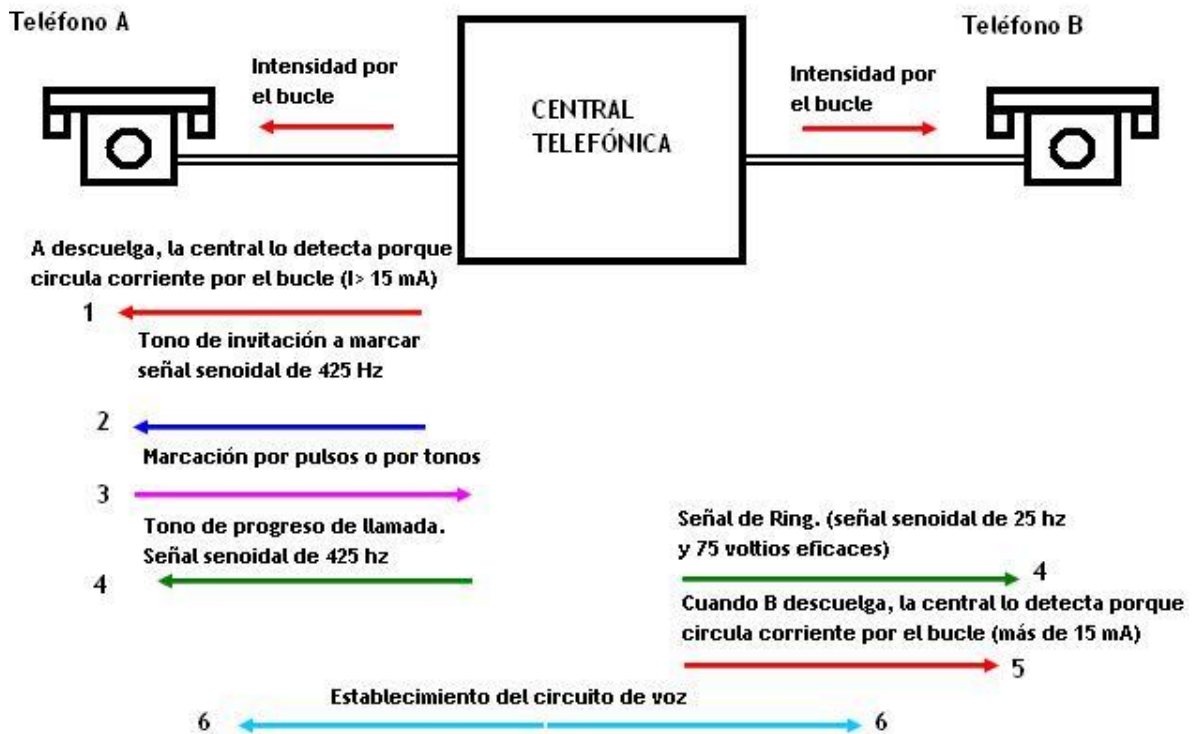 Teléfono A
Teléfono B
Intensidad por
el bucle
CENTRAL
TELEFÓNICA
Intensidad por
el bucle
A descuelga, la central lo detecta porque
circula corriente por el bucle (I> 15 mA)
1
Tono de invitación a marcar
señal senoidal de 425 Hz
2
Marcación por pulsos o por tonos
3
Tono de progreso de llamada.
Señal senoidal de 425 hz
4
Señal de Ring. (señal senoidal de 25 hz
y 75 voltios eficaces)
4
Cuando B descuelga, la central lo detecta porque
circula corriente por el bucle (más de 15 mA)
5
Establecimiento del circuito de voz
6
6